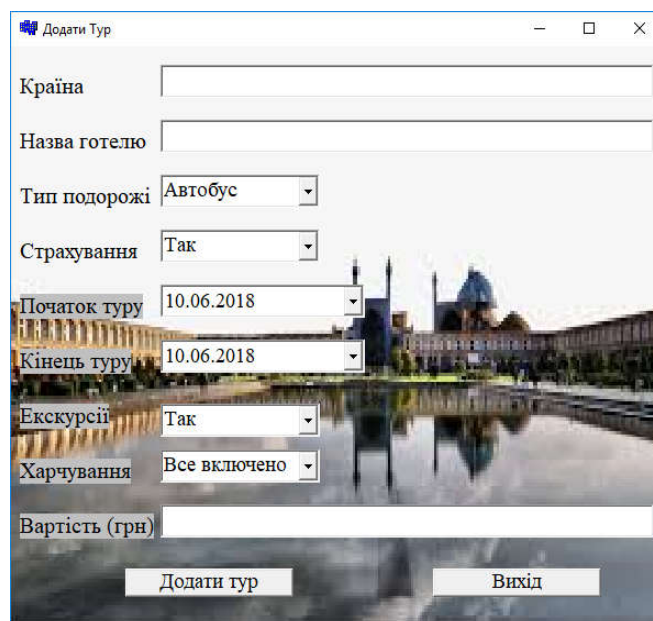 Додати Тур
Країна
Назва готелю
Тип подорожі Автобус
Страхування Так
Початок туру 10.06.2018
Кінець туру 10.06.2018
Екскурсії Так
Харчування Все включено
Вартість (грн)
Додати тур Вихід